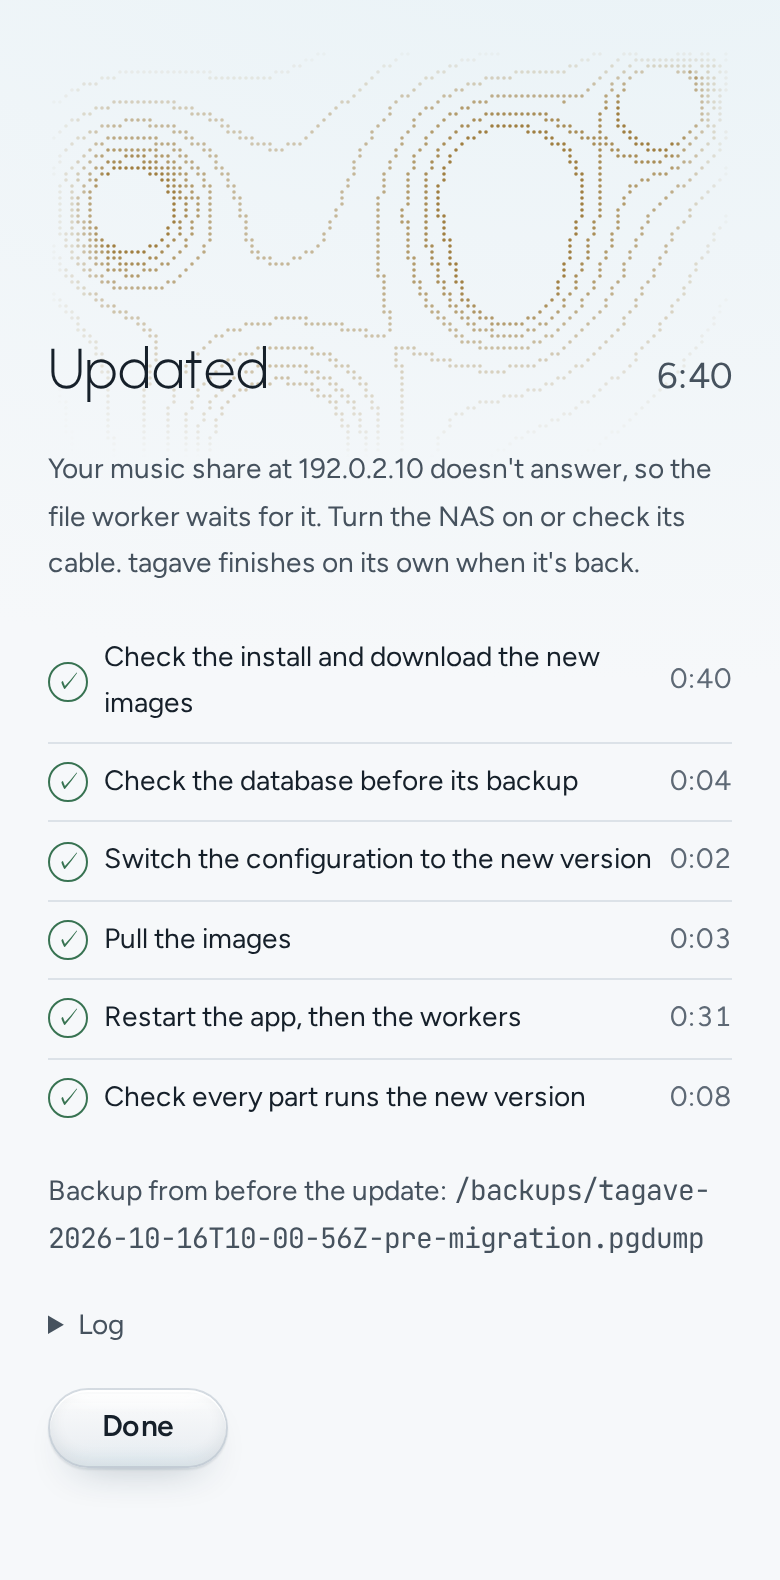 Updated
6:40
Your music share at 192.0.2.10 doesn't answer, so the
file worker waits for it. Turn the NAS on or check its
cable. tagave finishes on its own when it's back.
Check the install and download the new
images
0:40
Check the database before its backup
0:04
Switch the configuration to the new version
0:02
Pull the images
0:03
Restart the app, then the workers
0:31
Check every part runs the new version
0:08
Backup from before the update: /backups/tagave-
2026-10-16T10-00-56Z-pre-migration.pgdump
Log
Done